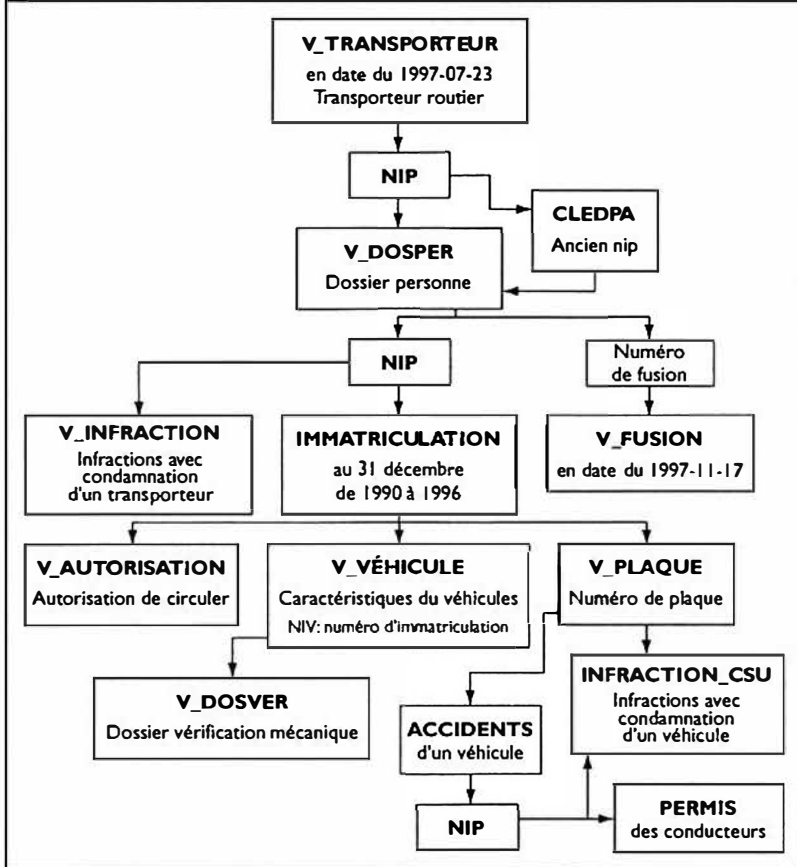 V_TRANSPORTEUR
en date du 1997-07-23
Transporteur routier
NIP
CLEDPA
Ancien nip
V_DOSPER
Dossier personne
NIP
Numéro
de fusion
V_INFRACTION
Infractions avec
condamnation
d'un transporteur
IMMATRICULATION
au 31 décembre
de 1990 à 1996
V_FUSION
en date du 1997-11-17
V_AUTORISATION
Autorisation de circuler
V_VÉHICULE
Caractéristiques du véhicules
NIV: numéro d'immatriculation
V_PLAQUE
Numéro de plaque
V_DOSVER
Dossier vérification mécanique
ACCIDENTS
d'un véhicule
INFRACTION_CSU
Infractions avec
condamnation
d'un véhicule
NIP
PERMIS
des conducteurs